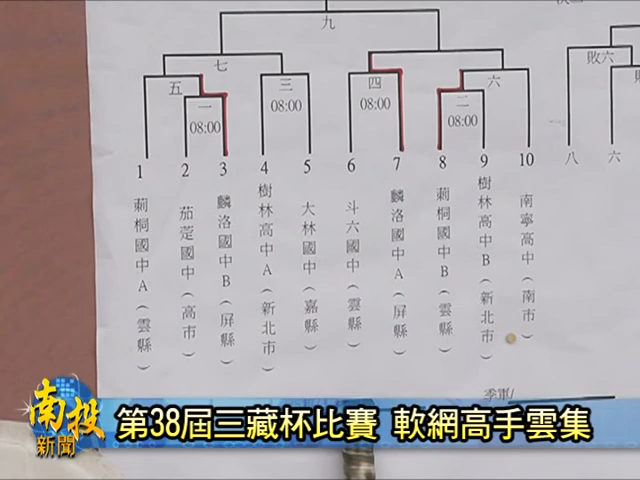 九
敗六
七
五
三
四
六
一
08:00
08:00
08:00
二
08:00
八
六
1
2
3
4
5
6
7
8
9
10
莿桐國中A(雲縣)
茄萣國中(高市)
麟洛國中B(屏縣)
樹林高中A(新北市)
大林國中(嘉縣)
斗六國中(雲縣)
麟洛國中A(屏縣)
莿桐國中B(雲縣)
樹林高中B(新北市)
南寧高中(南市)
季軍/
南投
新聞
第38屆三藏杯比賽 軟網高手雲集